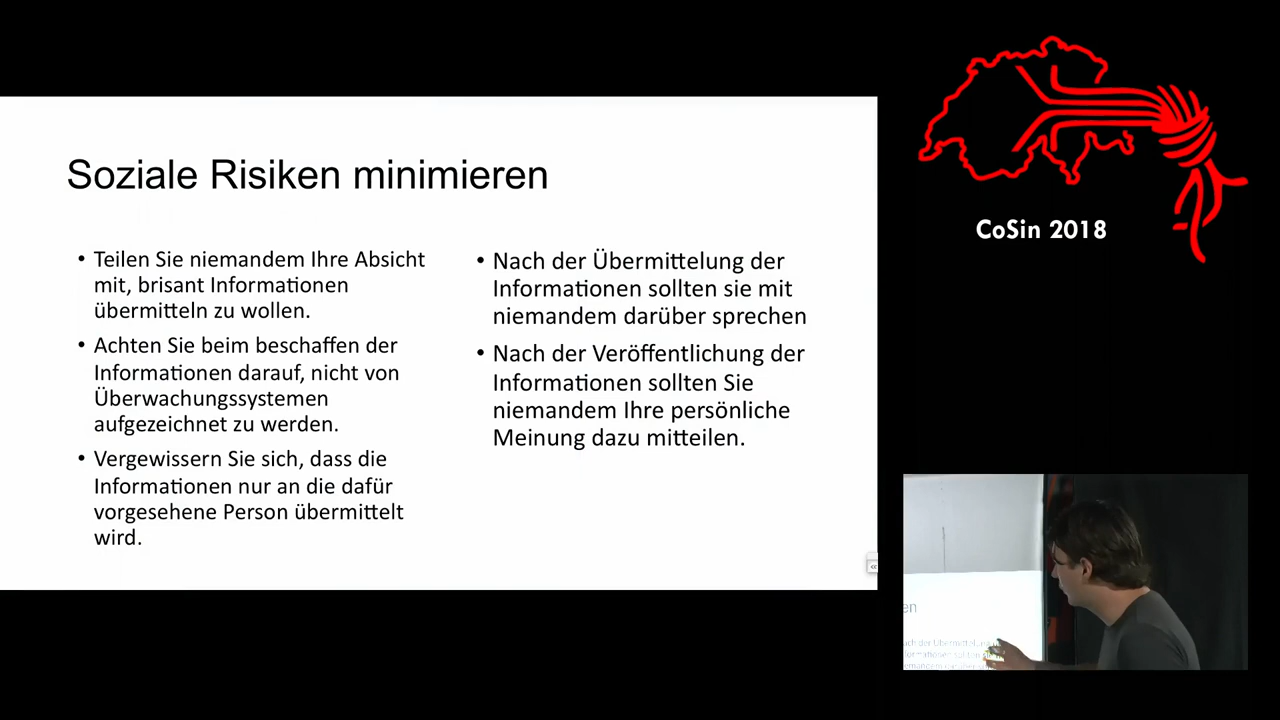 Soziale Risiken minimieren
• Teilen Sie niemandem Ihre Absicht
mit, brisant Informationen
übermitteln zu wollen.
• Achten Sie beim beschaffen der
Informationen darauf, nicht von
Überwachungssystemen
aufgezeichnet zu werden.
• Vergewissern Sie sich, dass die
Informationen nur an die dafür
vorgesehene Person übermittelt
wird.
• Nach der Übermittelung der
Informationen sollten sie mit
niemandem darüber sprechen
• Nach der Veröffentlichung der
Informationen sollten Sie
niemandem Ihre persönliche
Meinung dazu mitteilen.
CoSin 2018
en